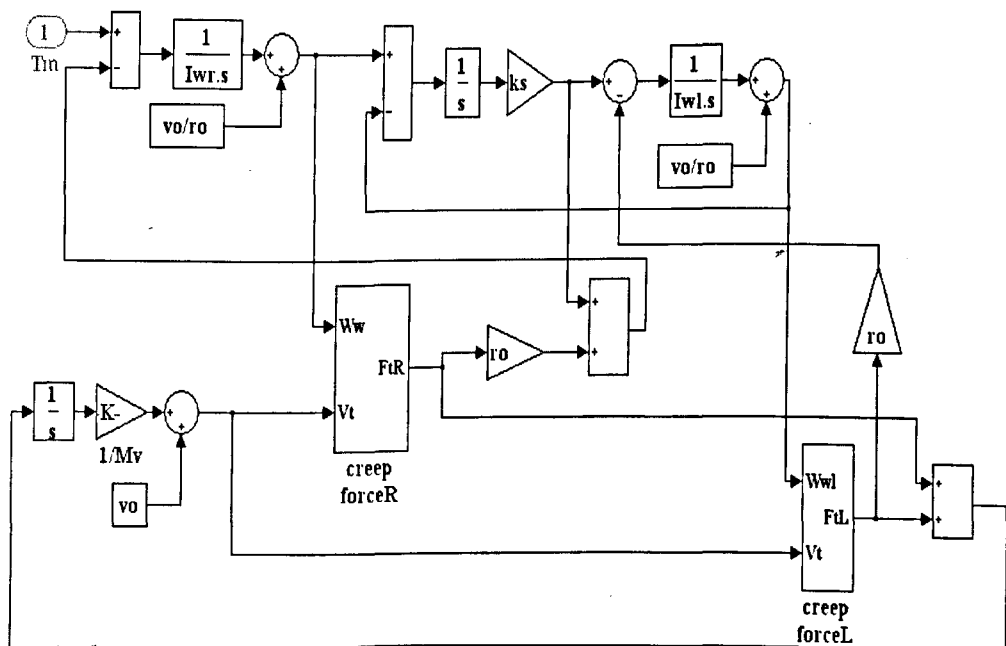 1
Tm
+
-
1
Iwr.s
+
+
vo/ro
+
-
1
s
ks
+
-
1
Iwl.s
+
+
vo/ro
Ww
FtR
Vt
creep
forceR
ro
+
+
ro
1
s
K-
1/Mv
+
+
vo
Wwl
FtL
Vt
creep
forceL
+
+